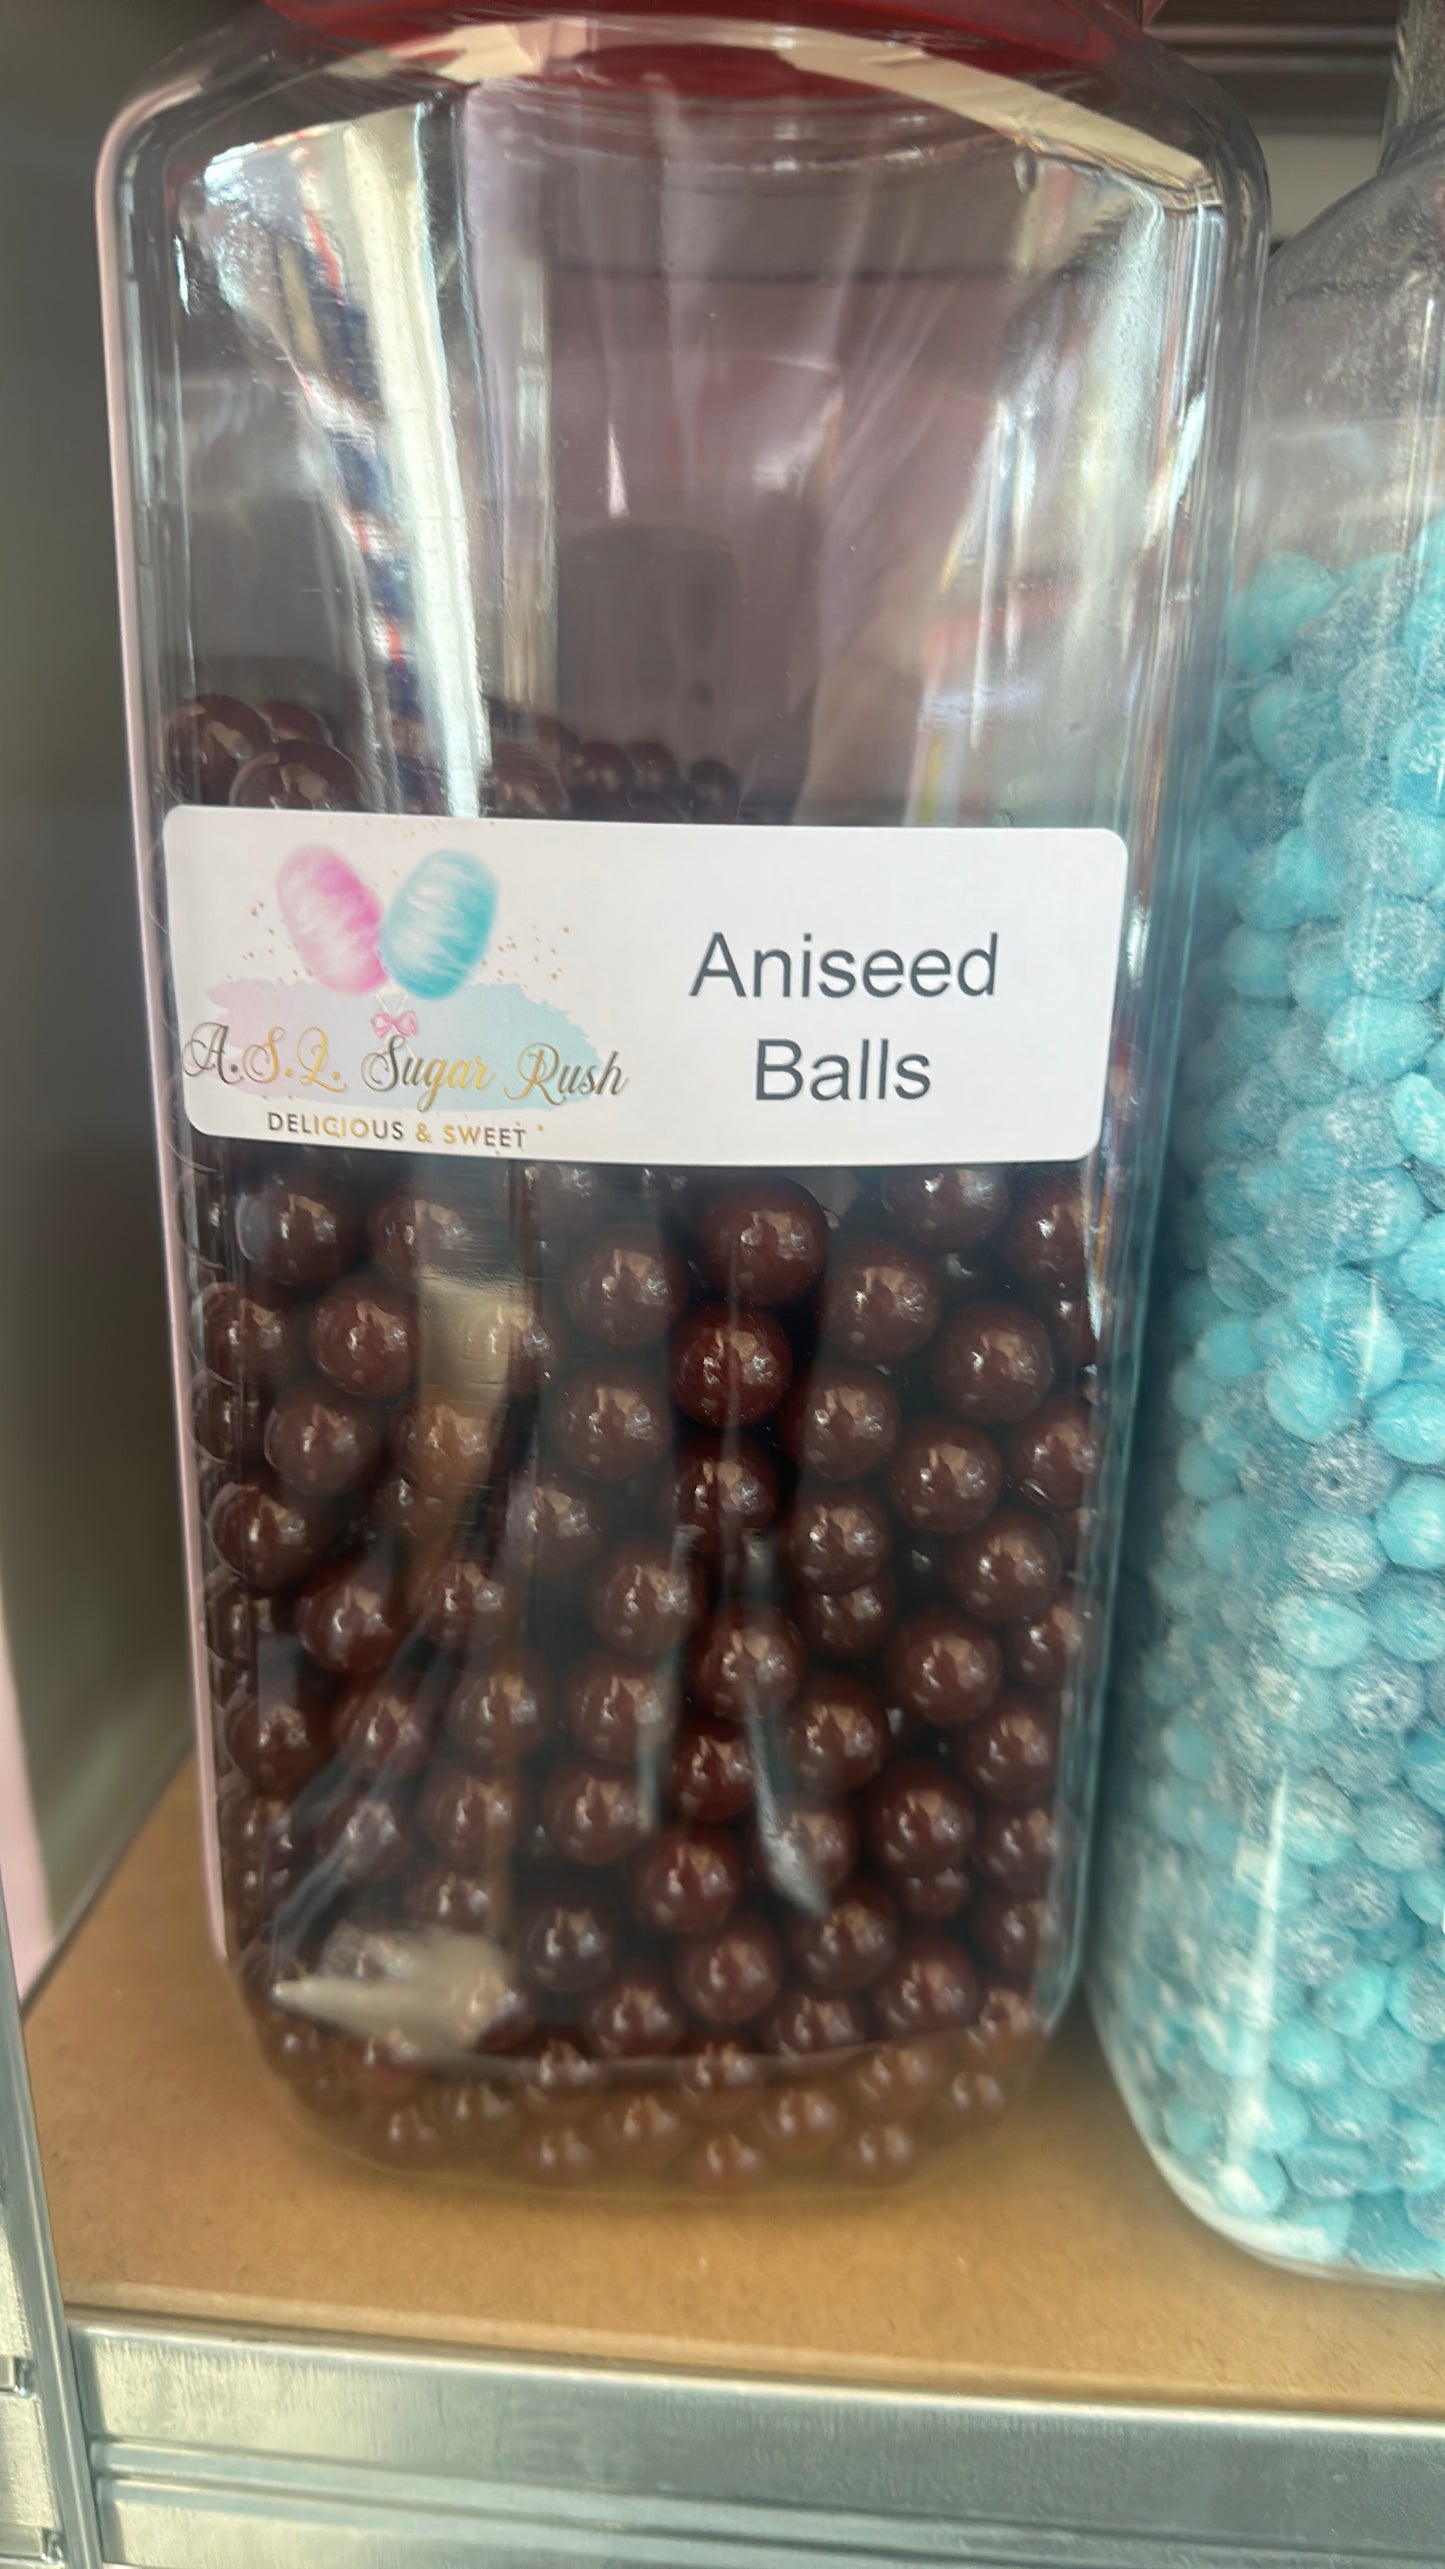 A.S.L. Sugar Rush
DELICIOUS & SWEET
Aniseed
Balls